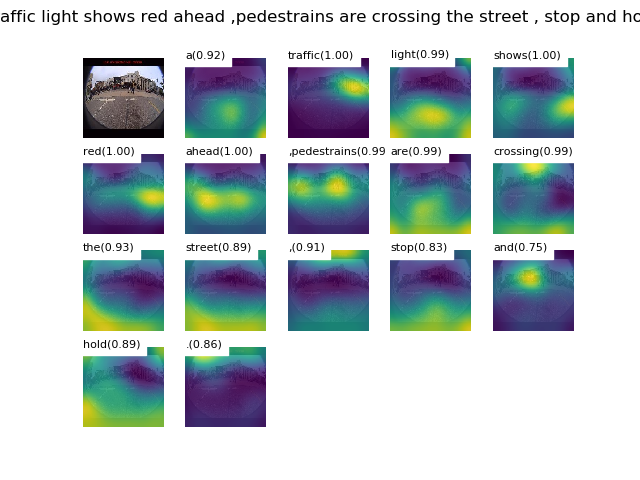 affic light shows red ahead ,pedestrians are crossing the street , stop and ho
a(0.92) traffic(1.00) light(0.99) shows(1.00)
red(1.00) ahead(1.00) ,pedestrians(0.99 are(0.99) crossing(0.99)
the(0.93) street(0.89) ,(0.91) stop(0.83) and(0.75)
hold(0.89) .(0.86)